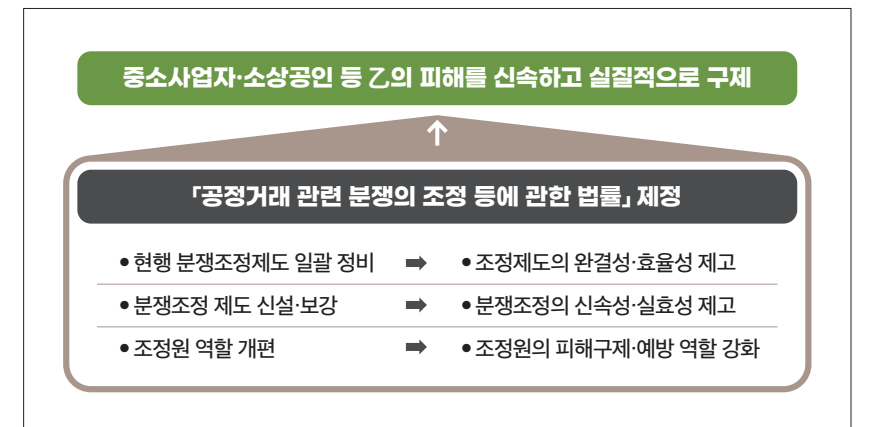 중소사업자·소상공인 등 乙의 피해를 신속하고 실질적으로 구제
↑
「공정거래 관련 분쟁의 조정 등에 관한 법률」 제정
• 현행 분쟁조정제도 일괄 정비 ➡ • 조정제도의 완결성·효율성 제고
• 분쟁조정 제도 신설·보강 ➡ • 분쟁조정의 신속성·실효성 제고
• 조정원 역할 개편 ➡ • 조정원의 피해구제·예방 역할 강화